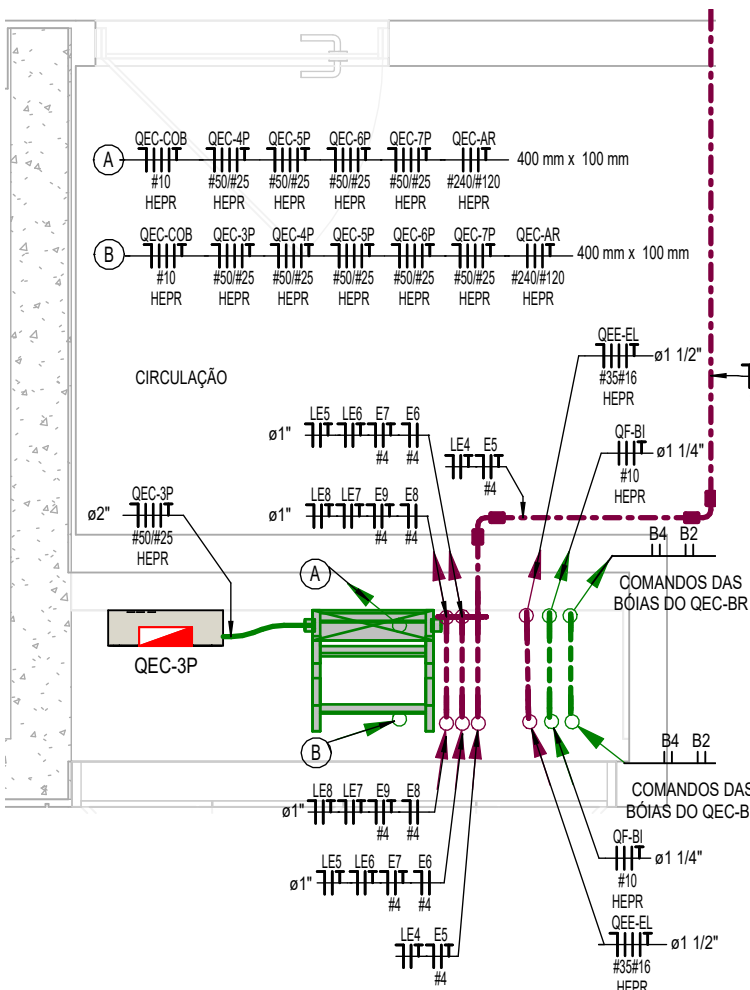 QEC-COB QEC-4P QEC-5P QEC-6P QEC-7P QEC-AR
A 400 mm x 100 mm
#10 #50/#25 #50/#25 #50/#25 #50/#25 #240/#120
HEPR HEPR HEPR HEPR HEPR HEPR
QEC-COB QEC-3P QEC-4P QEC-5P QEC-6P QEC-7P QEC-AR
B 400 mm x 100 mm
#10 #50/#25 #50/#25 #50/#25 #50/#25 #50/#25 #240/#120
HEPR HEPR HEPR HEPR HEPR HEPR HEPR
QEE-EL
ø1 1/2"
#35#16
HEPR
CIRCULAÇÃO
LE5 LE6 E7 E6
ø1"
#4 #4
LE4 E5
#4
QF-BI
ø1 1/4"
#10
HEPR
QEC-3P
ø2"
#50/#25
HEPR
LE8 LE7 E9 E8
ø1"
#4 #4
B4 B2
COMANDOS DAS
BÓIAS DO QEC-BR
A
QEC-3P
B
B4 B2
COMANDOS DAS
BÓIAS DO QEC-B
LE8 LE7 E9 E8
ø1"
#4 #4
QF-BI
ø1 1/4"
#10
HEPR
LE5 LE6 E7 E6
ø1"
#4 #4
QEE-EL
ø1 1/2"
#35#16
HEPR
LE4 E5
#4